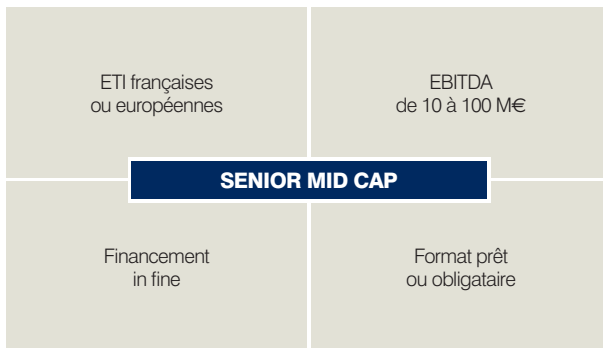 ETI françaises
ou européennes
EBITDA
de 10 à 100 M€
SENIOR MID CAP
Financement
in fine
Format prêt
ou obligataire